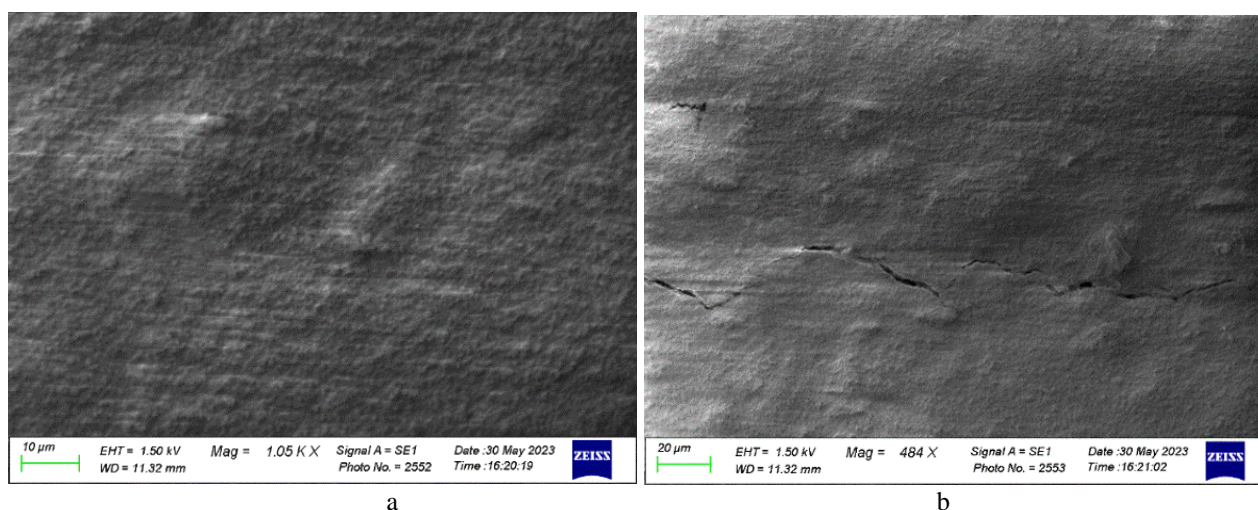 10 µm
EHT = 1.50 kV
WD = 11.32 mm
Mag = 1.05 K X
Signal A = SE1
Photo No. = 2552
Date :30 May 2023
Time :16:20:19
ZEISS
a
20 µm
EHT = 1.50 kV
WD = 11.32 mm
Mag = 484 X
Signal A = SE1
Photo No. = 2553
Date :30 May 2023
Time :16:21:02
ZEISS
b